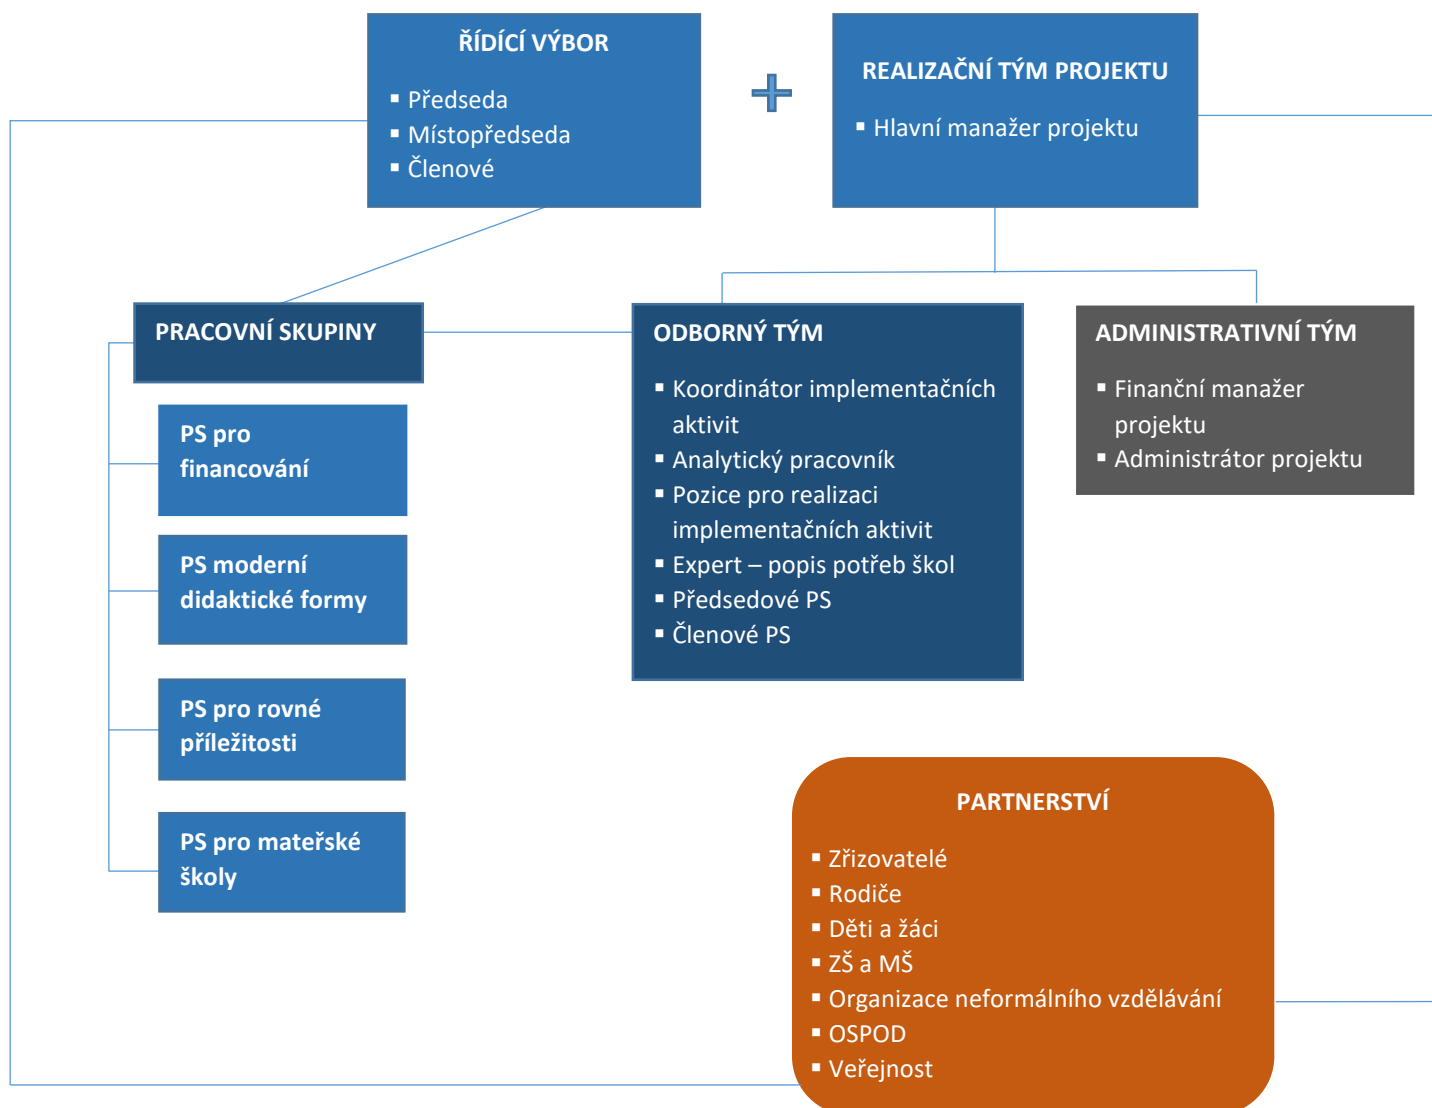 ŘÍDÍCÍ VÝBOR
▪ Předseda
▪ Místopředseda
▪ Členové
REALIZAČNÍ TÝM PROJEKTU
▪ Hlavní manažer projektu
PRACOVNÍ SKUPINY
PS pro
financování
PS moderní
didaktické formy
PS pro rovné
příležitosti
PS pro mateřské
školy
ODBORNÝ TÝM
▪ Koordinátor implementačních
aktivit
▪ Analytický pracovník
▪ Pozice pro realizaci
implementačních aktivit
▪ Expert – popis potřeb škol
▪ Předsedové PS
▪ Členové PS
ADMINISTRATIVNÍ TÝM
▪ Finanční manažer
projektu
▪ Administrátor projektu
PARTNERSTVÍ
▪ Zřizovatelé
▪ Rodiče
▪ Děti a žáci
▪ ZŠ a MŠ
▪ Organizace neformálního vzdělávání
▪ OSPOD
▪ Veřejnost